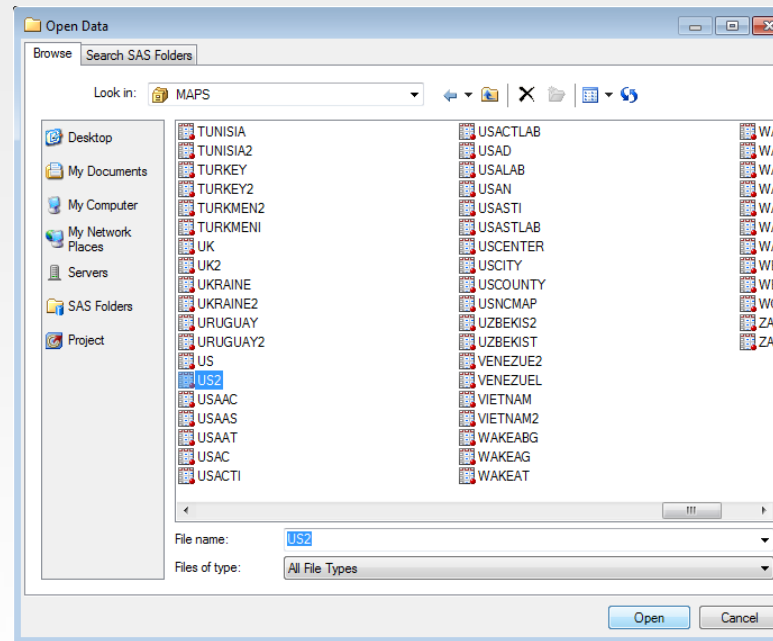 Open Data
Browse
Search SAS Folders
Look in:
MAPS
Desktop
My Documents
My Computer
My Network
Places
Servers
SAS Folders
Project
TUNISIA
TUNISIA2
TURKEY
TURKEY2
TURKMEN2
TURKMENI
UK
UK2
UKRAINE
UKRAINE2
URUGUAY
URUGUAY2
US
US2
USAAC
USAAS
USAAT
USAC
USACTI
USACTLAB
USAD
USALAB
USAN
USASTI
USASTLAB
USCENTER
USCITY
USCOUNTY
USNCMAP
UZBEKIS2
UZBEKIST
VENEZUE2
VENEZUEL
VIETNAM
VIETNAM2
WAKEABG
WAKEAG
WAKEAT
File name:
US2
Files of type:
All File Types
Open
Cancel